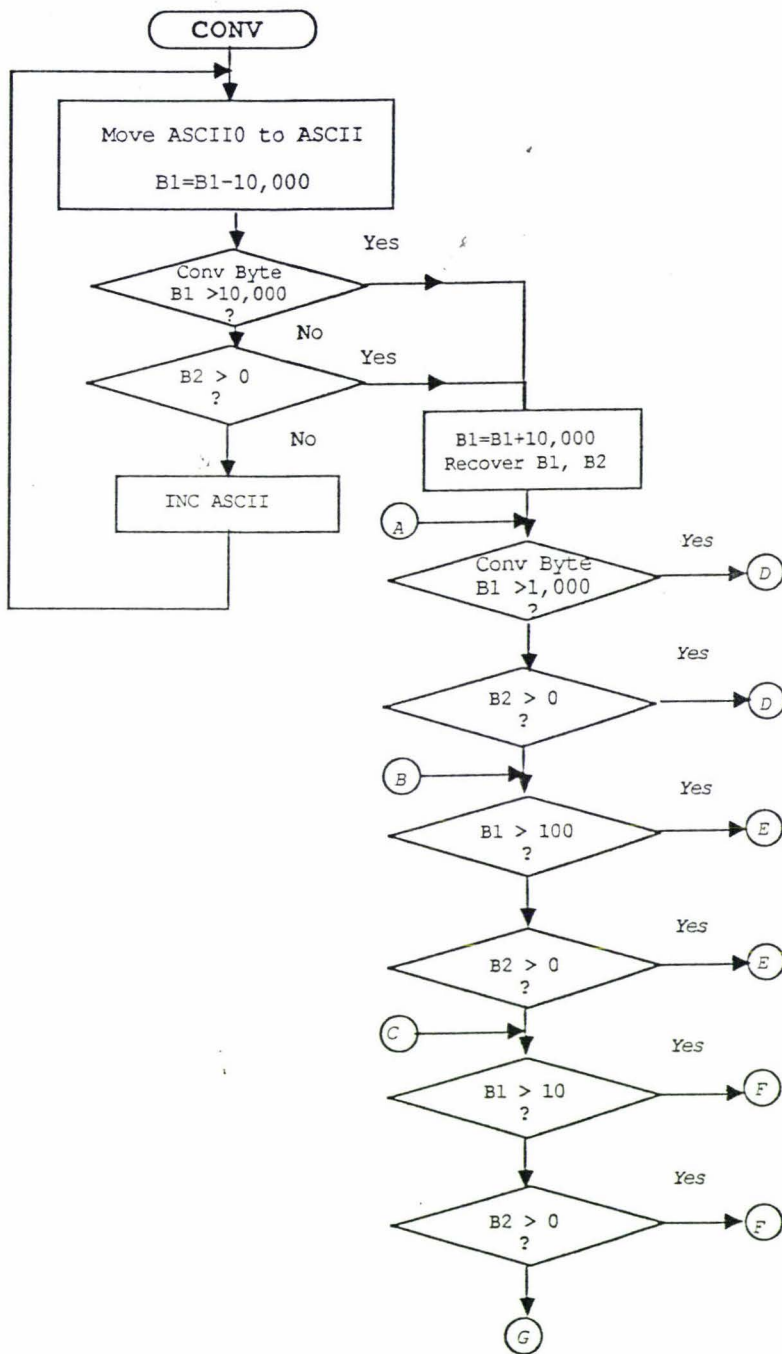 CONV
Move ASCII0 to ASCII
B1=B1-10,000
Yes
Conv Byte
B1 >10,000
?
No
Yes
B2 > 0
?
No
INC ASCII
B1=B1+10,000
Recover B1, B2
A
Yes
Conv Byte
B1 >1,000
?
D
Yes
B2 > 0
?
D
B
Yes
B1 > 100
?
E
Yes
B2 > 0
?
E
C
Yes
B1 > 10
?
F
Yes
B2 > 0
?
F
G